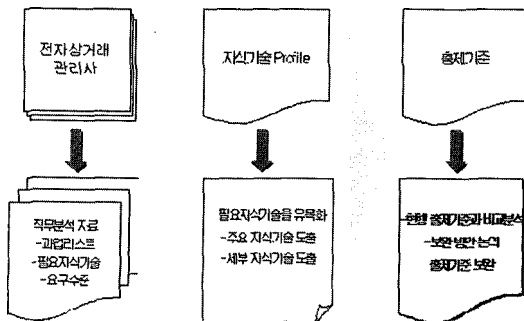 전자상거래
관리사
지식기술 Profile
출제기준
직무분석 자료
-과업리스트
-필요지식기술
-요구수준
필요지식기술을 유목화
-주요 지식기술 도출
-세부 지식기술 도출
현행 출제기준과 비교분석
-보완 방안 논의
출제기준 보완